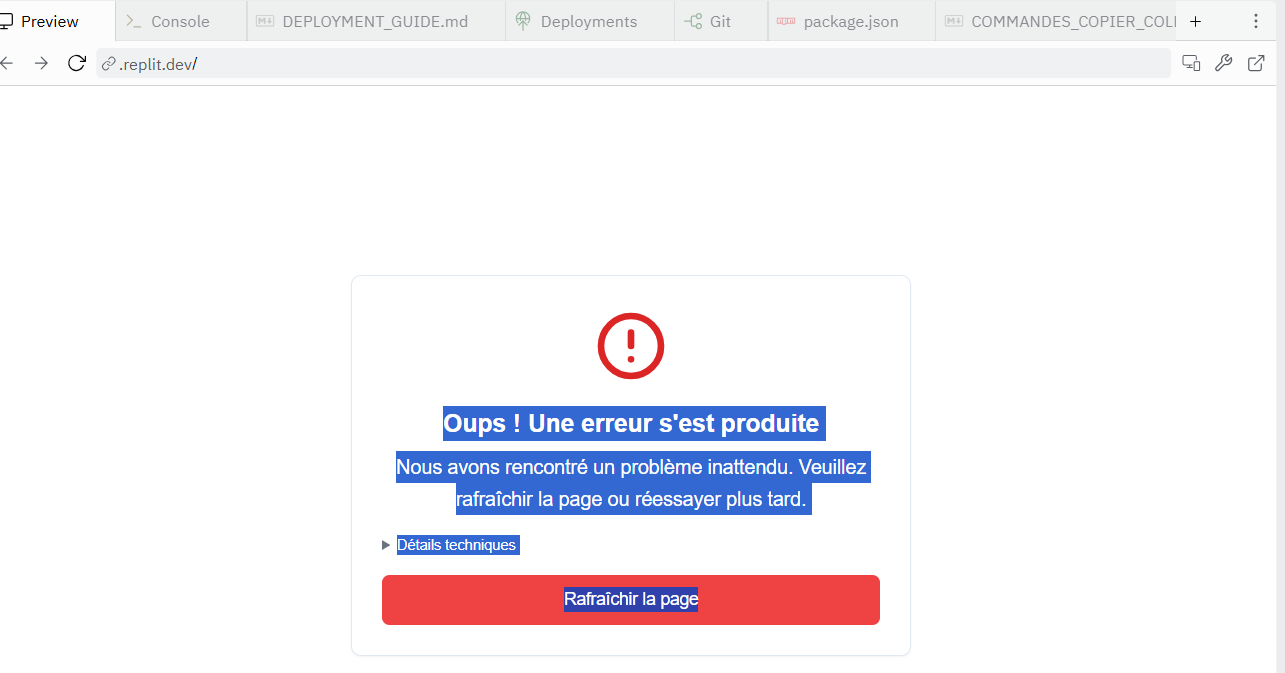 Preview
Console
DEPLOYMENT_GUIDE.md
Deployments
Git
package.json
COMMANDES_COPIER_COL
.replit.dev/
Oups ! Une erreur s'est produite
Nous avons rencontré un problème inattendu. Veuillez
rafraîchir la page ou réessayer plus tard.
Détails techniques
Rafraîchir la page